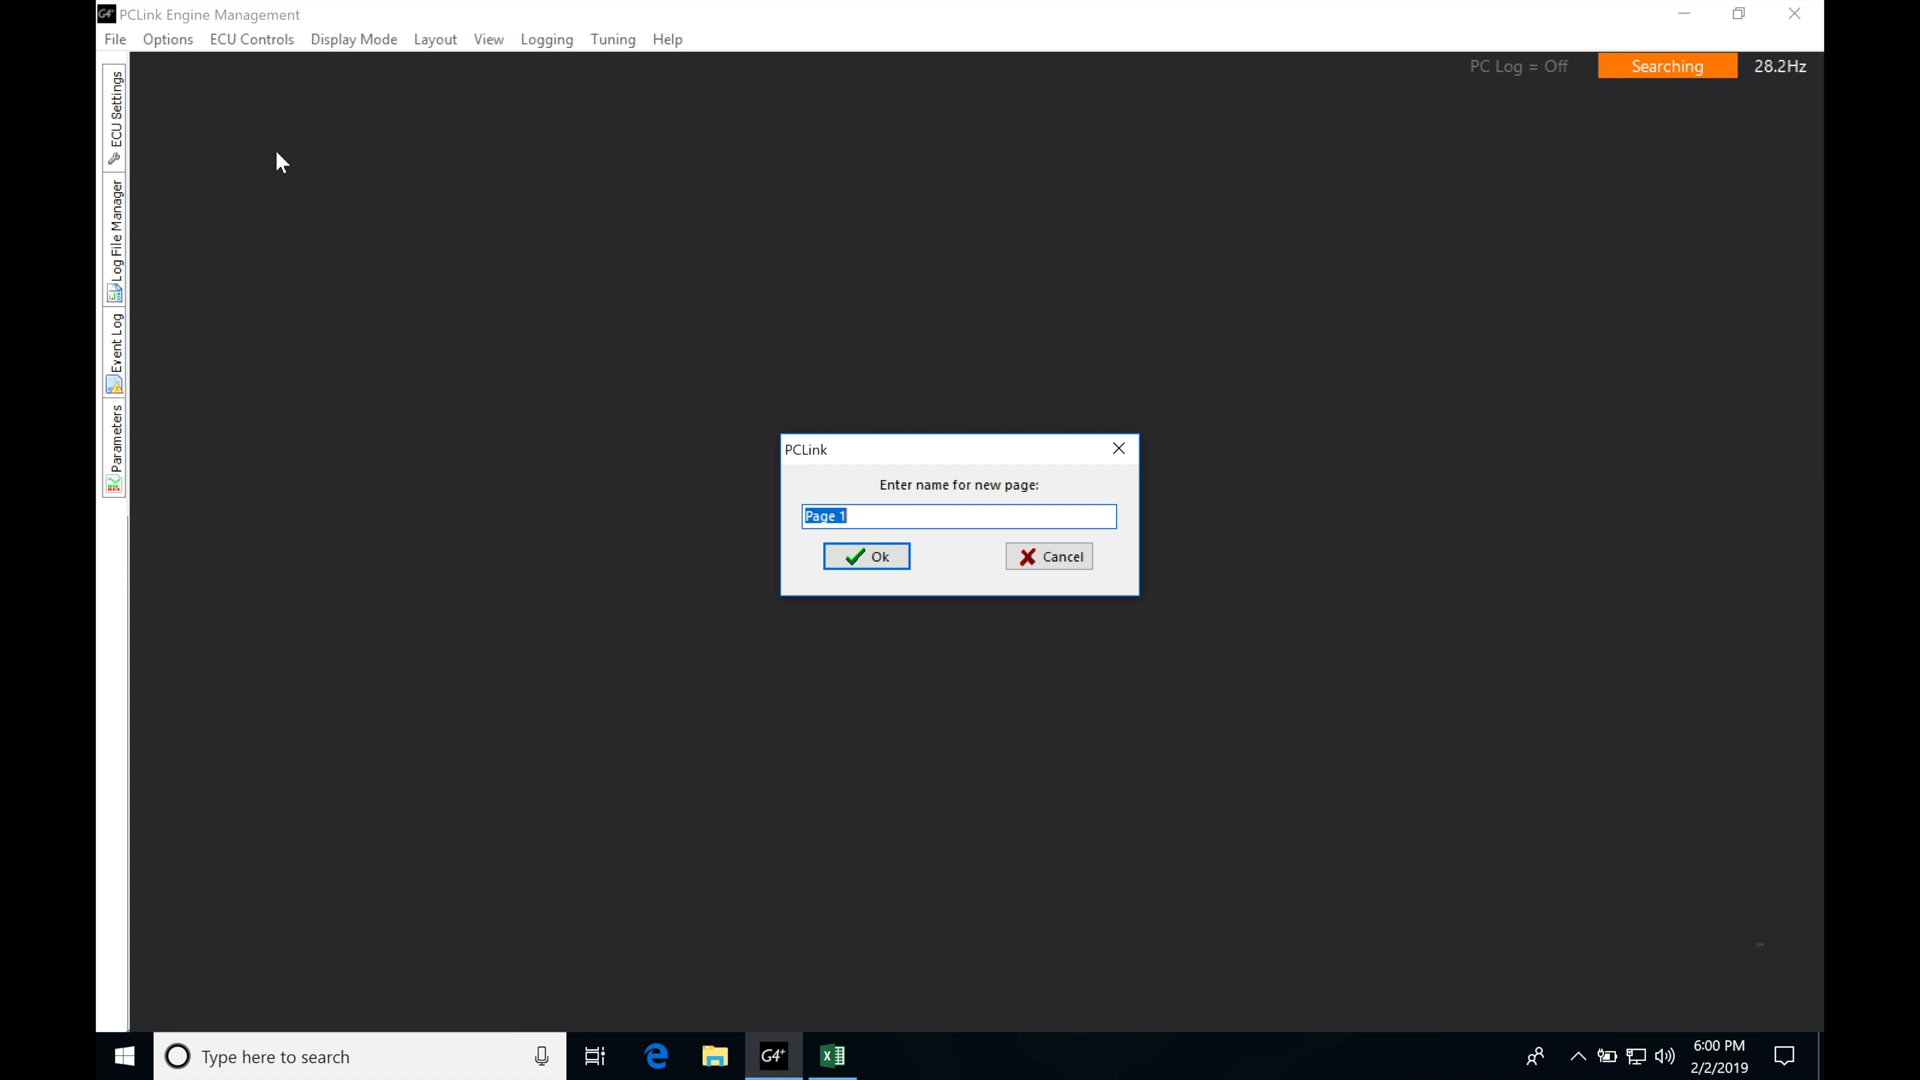 G4+ PCLink Engine Management
File Options ECU Controls Display Mode Layout View Logging Tuning Help
PC Log = Off Searching 28.2Hz
ECU Settings
Log File Manager
Event Log
Parameters
PCLink
Enter name for new page:
Page 1
Ok Cancel
Type here to search
G4+
6:00 PM
2/2/2019